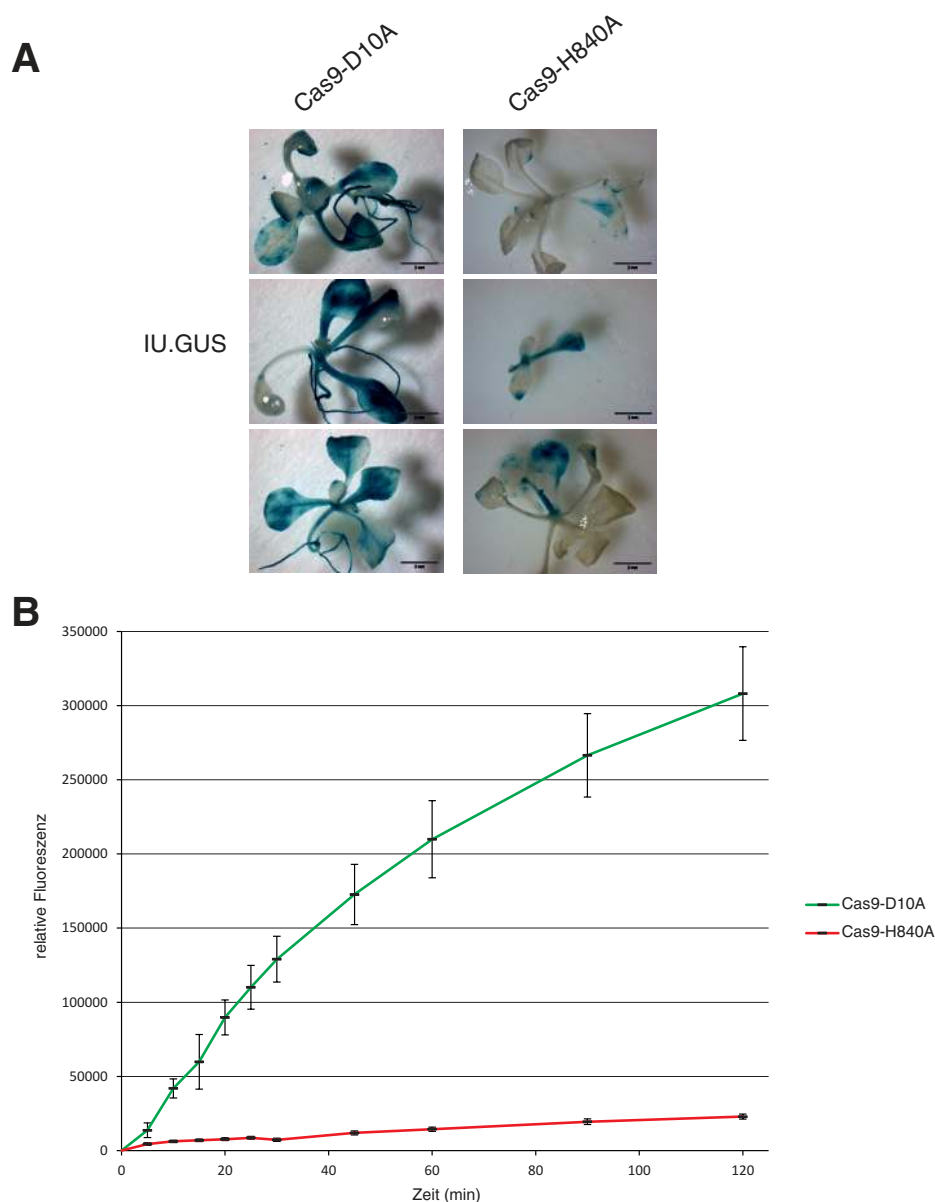 A
Cas9-D10A
Cas9-H840A
IU.GUS
B
350000
300000
250000
200000
150000
100000
50000
0
relative Fluoreszenz
0 20 40 60 80 100 120
Zeit (min)
Cas9-D10A
Cas9-H840A